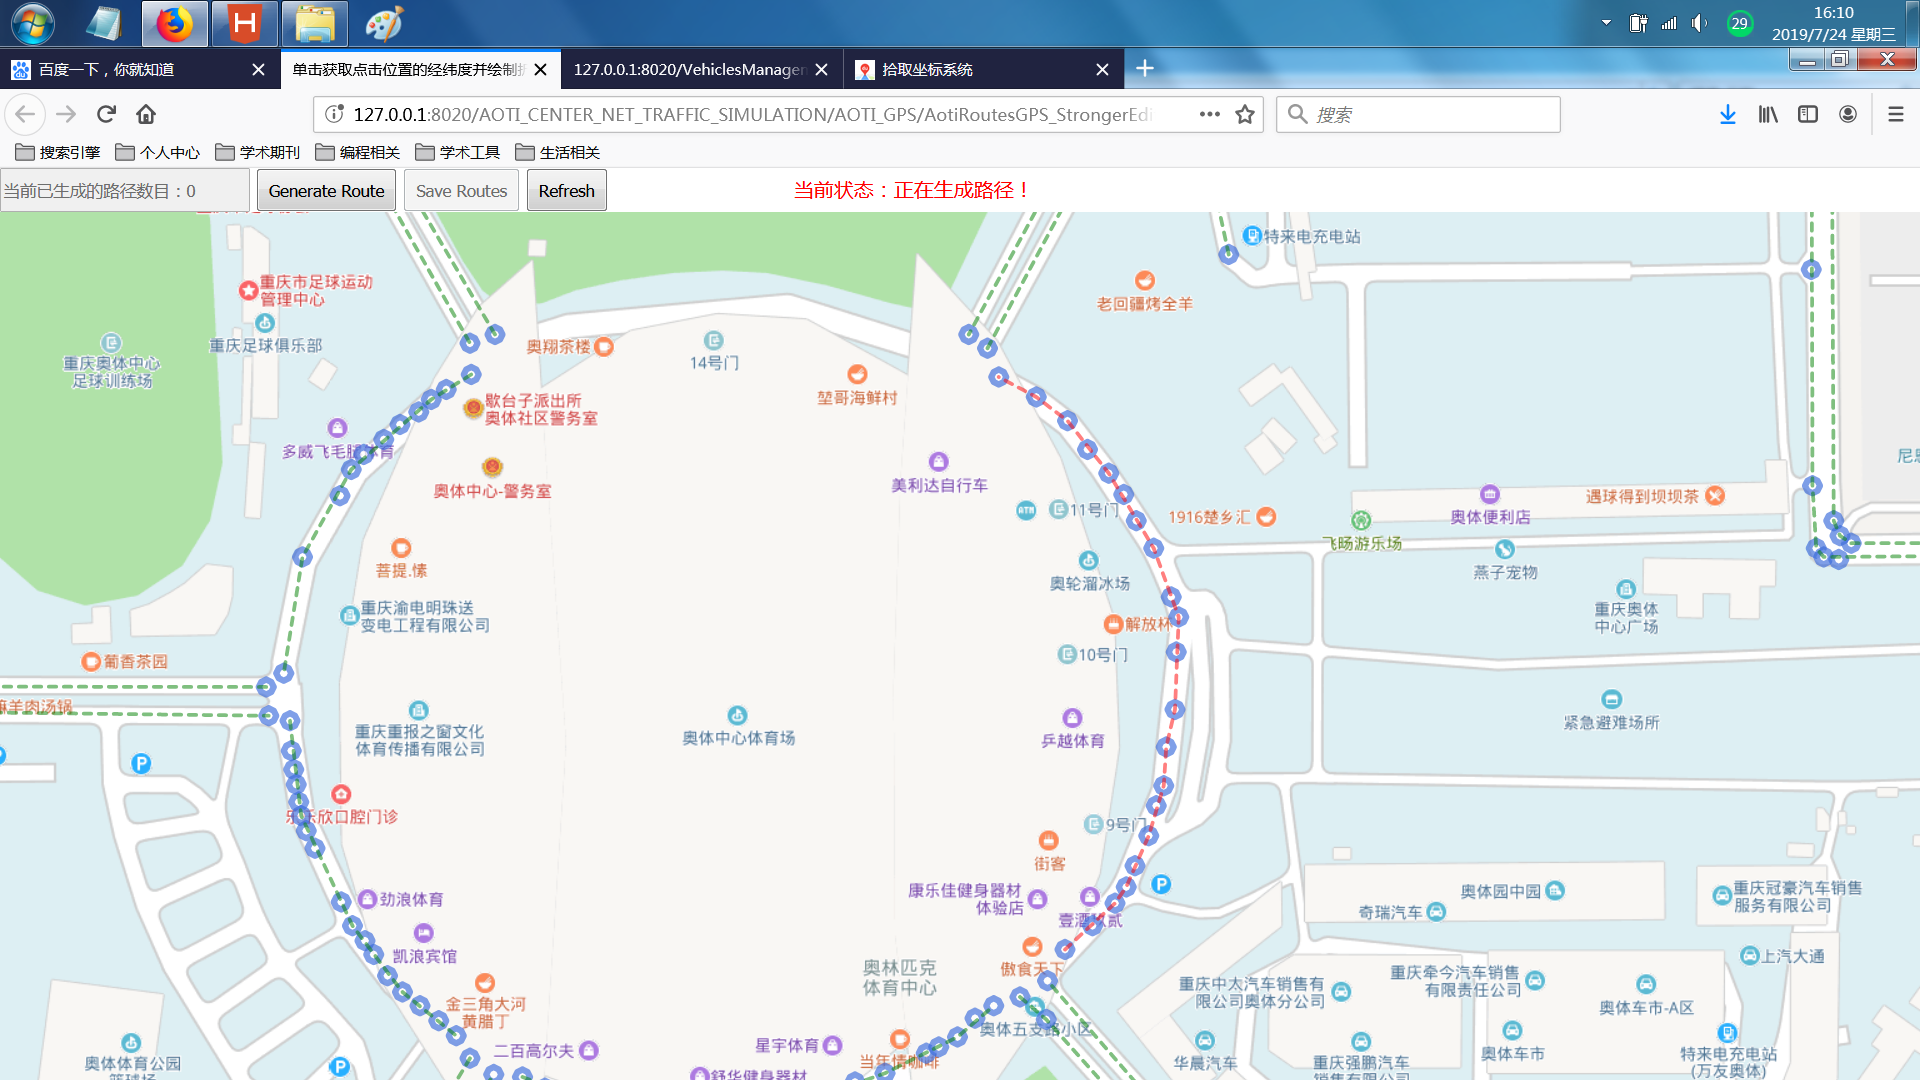 29
16:10
2019/7/24 星期三
百度一下，你就知道
单击获取点击位置的经纬度并绘制
127.0.0.1:8020/VehiclesManage
拾取坐标系统
127.0.0.1:8020/AOTI_CENTER_NET_TRAFFIC_SIMULATION/AOTI_GPS/AotiRoutesGPS_StrongerEdi
搜索
搜索引擎
个人中心
学术期刊
编程相关
学术工具
生活相关
当前已生成的路径数目：0
Generate Route
Save Routes
Refresh
当前状态：正在生成路径！
特来电充电站
重庆市足球运动
管理中心
老回疆烤全羊
重庆足球俱乐部
奥翔茶楼
14号门
重庆奥体中心
足球训练场
堃哥海鲜村
歇台子派出所
奥体社区警务室
多威飞毛腿体育
尼恩
美利达自行车
奥体中心-警务室
遇球得到坝坝茶
ATM
11号门
1916楚乡汇
奥体便利店
飞旸游乐场
菩提.愫
燕子宠物
奥轮溜冰场
重庆渝电明珠送
变电工程有限公司
解放杯
重庆奥体
中心广场
10号门
葡香茶园
麻羊肉汤锅
紧急避难场所
重庆重报之窗文化
体育传播有限公司
奥体中心体育场
乒越体育
P
乐乐欣口腔门诊
9号门
街客
P
劲浪体育
康乐佳健身器材
体验店
壹酒玖贰
奥体园中园
奇瑞汽车
重庆冠豪汽车销售
服务有限公司
凯浪宾馆
傲食天下
奥林匹克
体育中心
上汽大通
重庆中大汽车销售有
限公司奥体分公司
重庆牵今汽车销售
有限责任公司
金三角大河
黄腊丁
奥体车市-A区
奥体五支路小区
二百高尔夫
星宇体育
当年情咖啡
奥体体育公园
篮球场
P
华晨汽车
重庆强鹏汽车
销售有限公司
奥体车市
特来电充电站
(万友奥体)
舒华健身器材